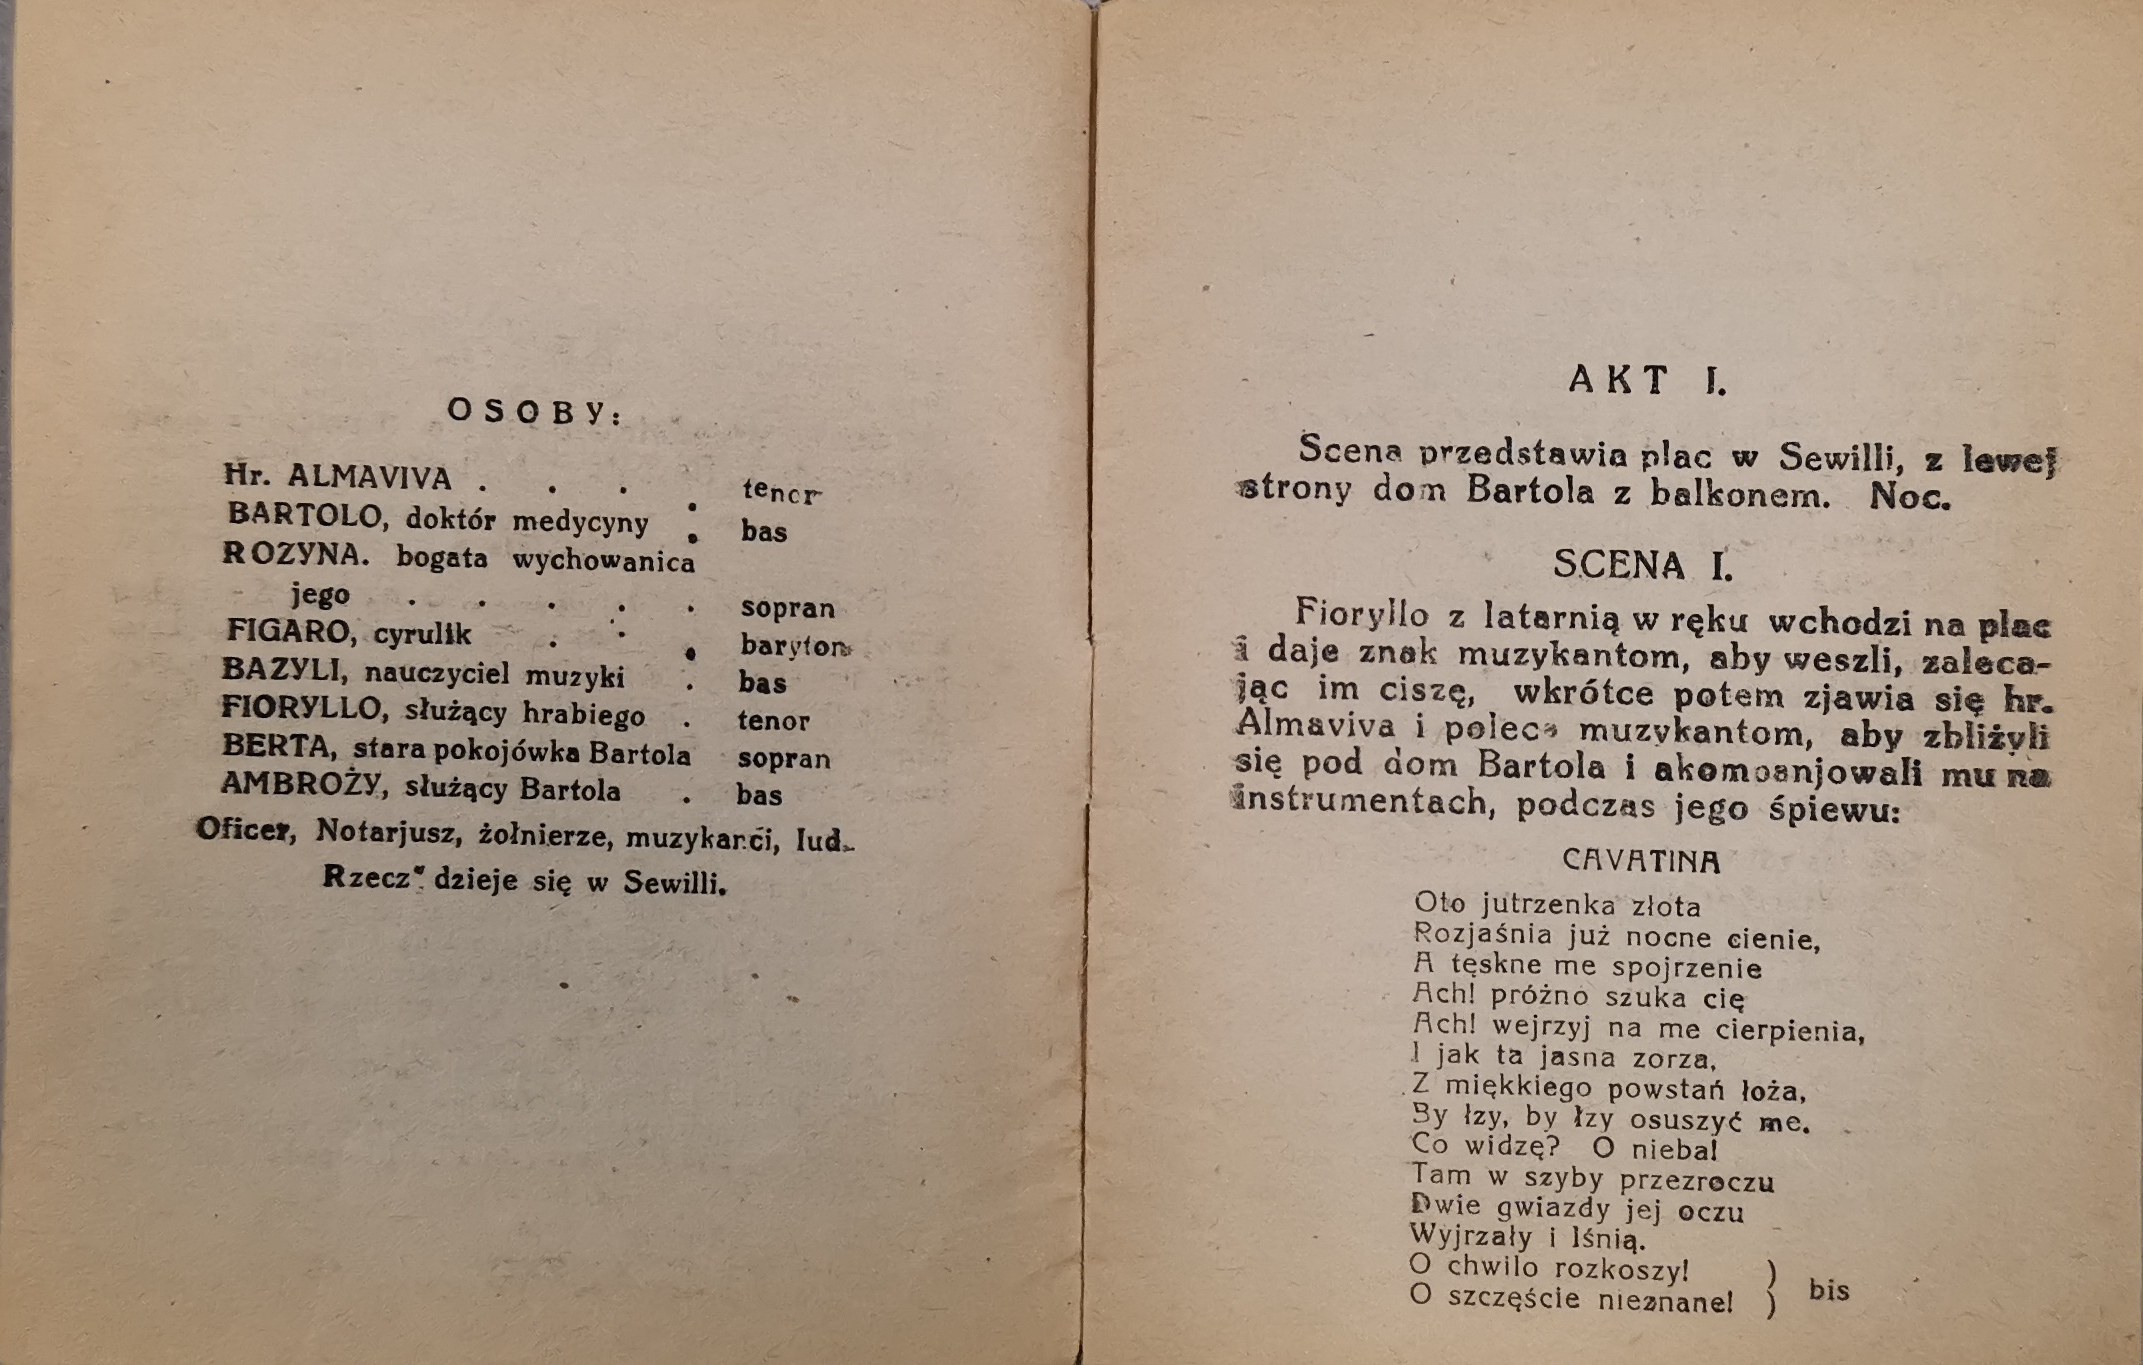 OSOBY:
Hr. ALMAVIVA . . . . tenor
BARTOLO, doktór medycyny . bas
ROZYNA. bogata wychowanica
jego . . . . . sopran
FIGARO, cyrulik . . . baryton
BAZYLI, nauczyciel muzyki . bas
FIORYLLO, służący hrabiego . tenor
BERTA, stara pokojówka Bartola sopran
AMBROŻY, służący Bartola . bas
Oficer, Notarjusz, żołnierze, muzykanci, lud.
Rzecz dzieje się w Sewilli.
AKT I.
Scena przedstawia plac w Sewilli, z lewej
strony dom Bartola z balkonem. Noc.
SCENA I.
Fioryllo z latarnią w ręku wchodzi na plac
i daje znak muzykantom, aby weszli, zaleca-
jąc im ciszę, wkrótce potem zjawia się hr.
Almaviva i poleca muzykantom, aby zbliżyli
się pod dom Bartola i akompanjowali mu na
instrumentach, podczas jego śpiewu:
CAVATINA
Oto jutrzenka złota
Rozjaśnia już nocne cienie,
A tęskne me spojrzenie
Ach! próżno szuka cię
Ach! wejrzyj na me cierpienia,
I jak ta jasna zorza,
Z miękkiego powstań łoża,
By łzy, by łzy osuszyć me.
Co widzę? O nieba!
Tam w szyby przezroczu
Dwie gwiazdy jej oczu
Wyjrzały i lśnią.
O chwilo rozkoszy! )
O szczęście nieznane! ) bis